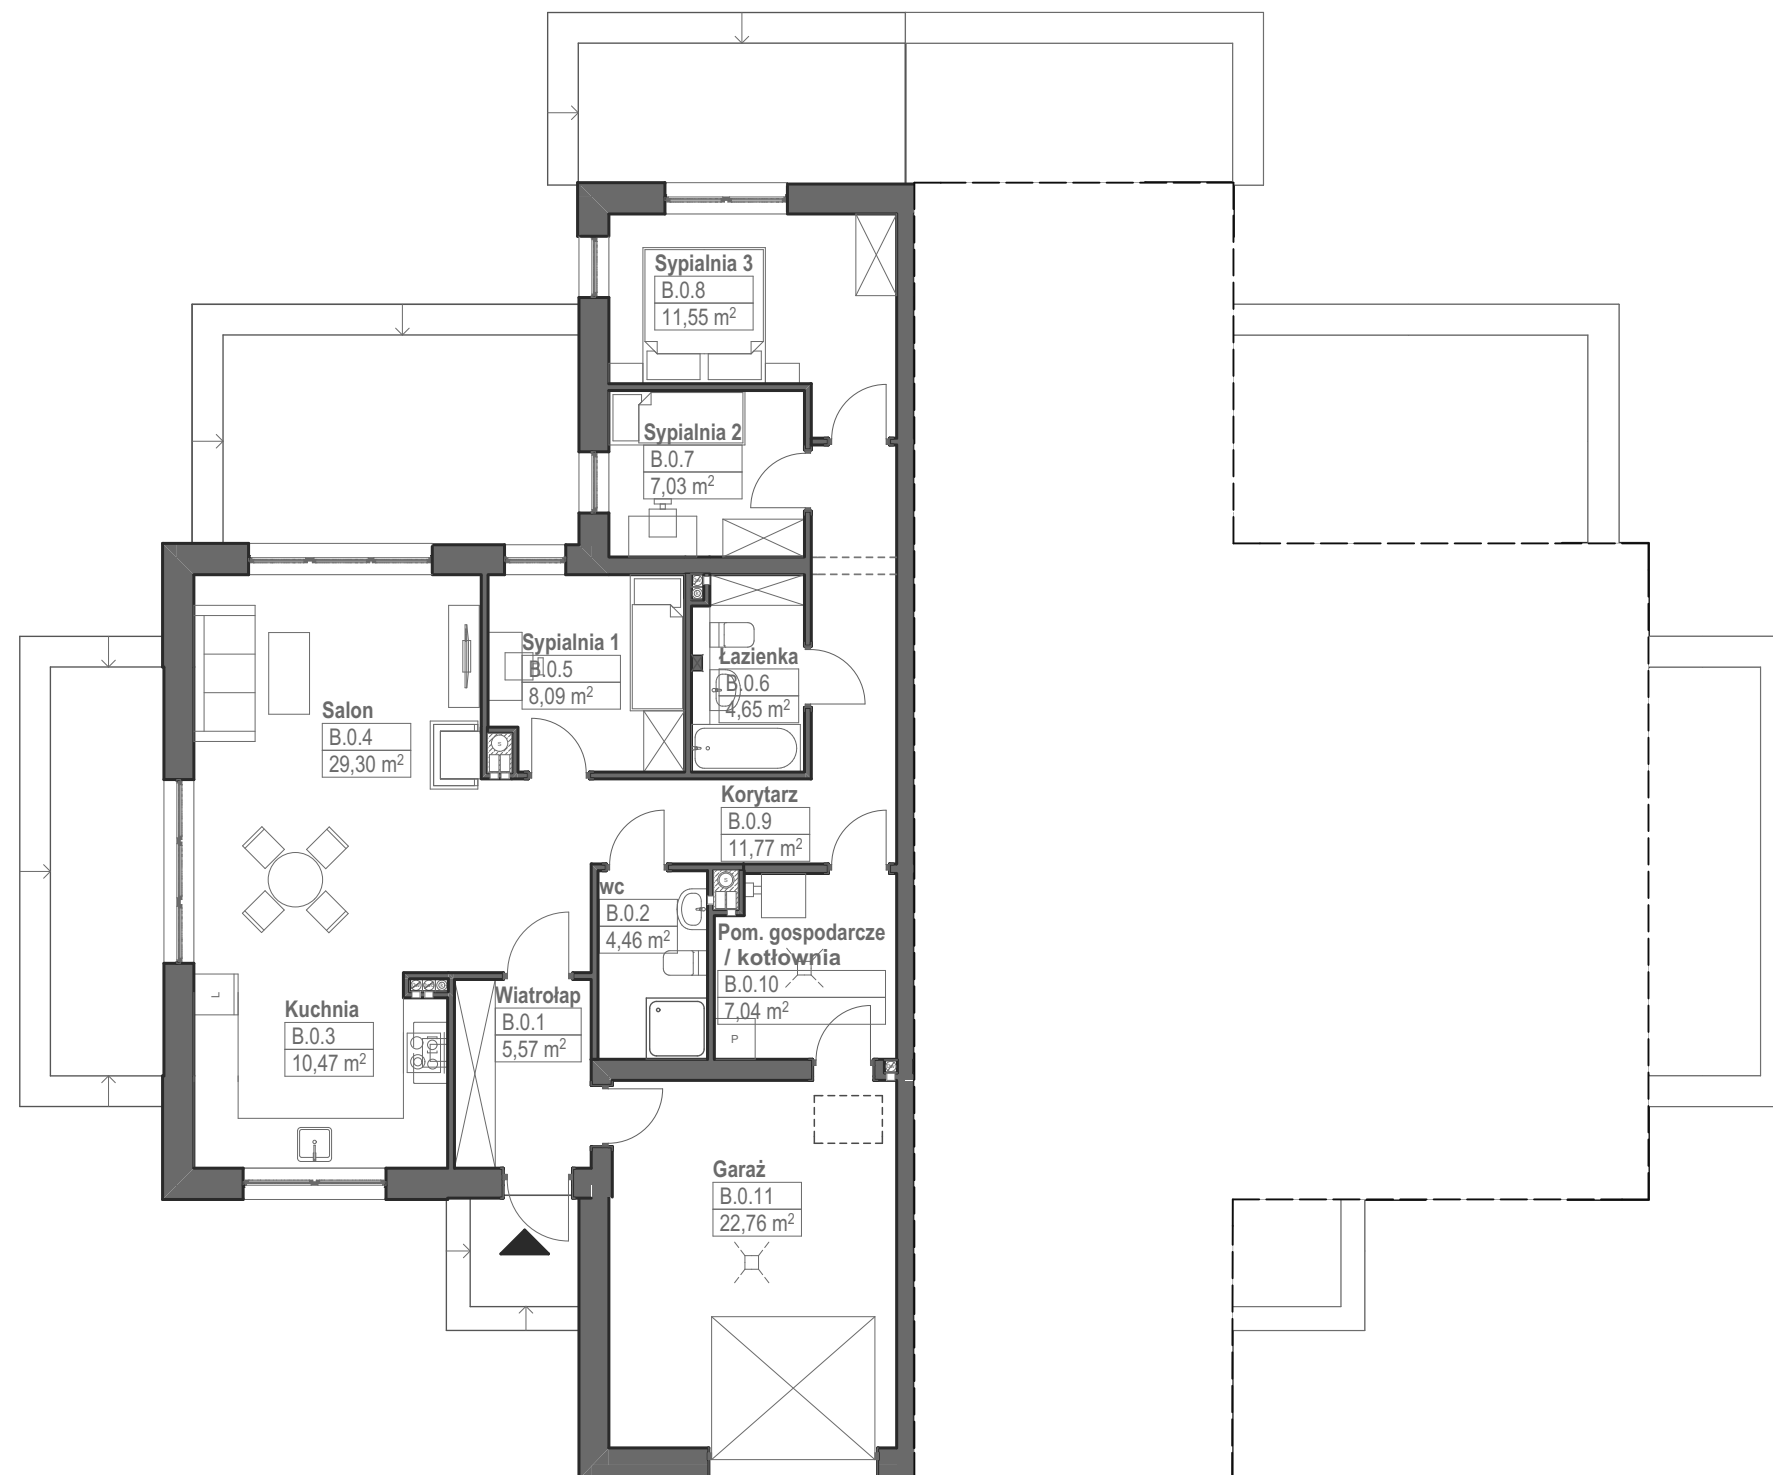 Sypialnia 3
B.0.8
11,55 m²
Sypialnia 2
B.0.7
7,03 m²
Sypialnia 1
B.0.5
8,09 m²
Łazienka
B.0.6
4,65 m²
Salon
B.0.4
29,30 m²
Korytarz
B.0.9
11,77 m²
wc
B.0.2
4,46 m²
Pom. gospodarcze
/ kotłownia
B.0.10
7,04 m²
Kuchnia
B.0.3
10,47 m²
Wiatrołap
B.0.1
5,57 m²
Garaż
B.0.11
22,76 m²
L
P
S
S